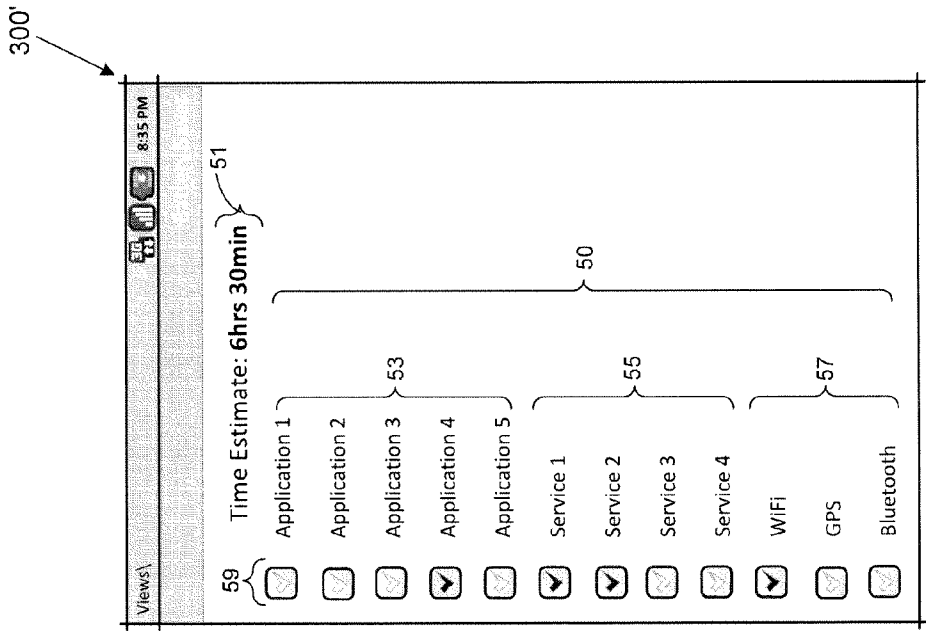 300'
Views\ 3G 8:35 PM
Time Estimate: 6hrs 30min 51
59
Application 1
Application 2
Application 3
Application 4
Application 5
53
Service 1
Service 2
Service 3
Service 4
55
WiFi
GPS
Bluetooth
57
50